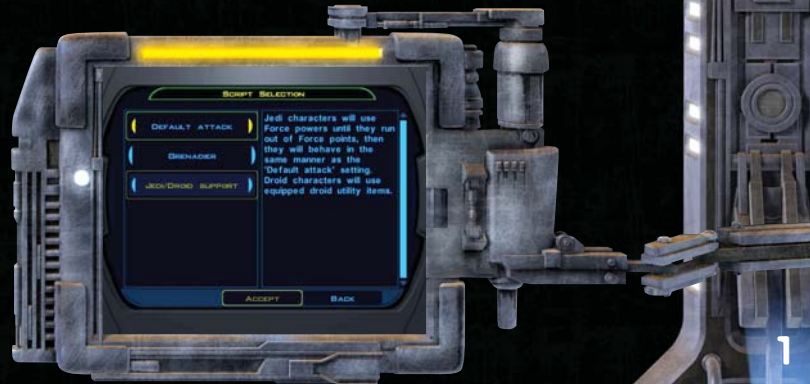 SCRIPT SELECTION
DEFAULT ATTACK
GRENADIER
JEDI/DROID SUPPORT
Jedi characters will use
Force powers until they run
out of Force points, then
they will behave in the
same manner as the
'Default attack' setting.
Droid characters will use
equipped droid utility items.
ACCEPT
BACK
1